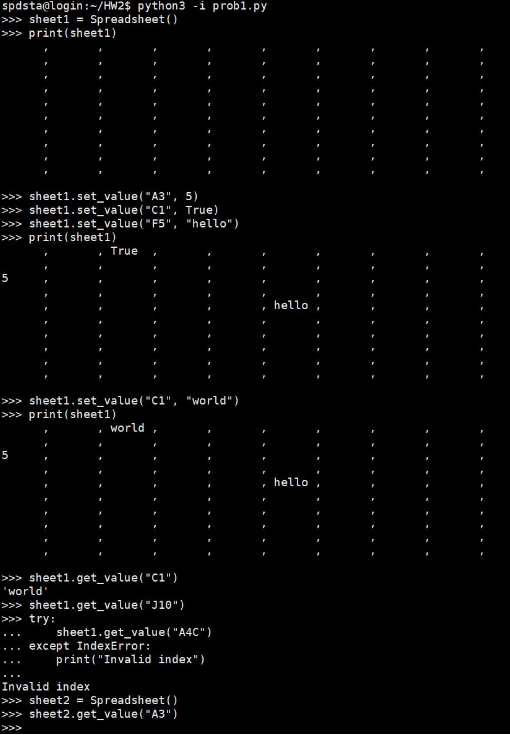 spdsta@login:~/HW2$ python3 -i prob1.py
>>> sheet1 = Spreadsheet()
>>> print(sheet1)
      ,       ,       ,       ,       ,       ,       ,       ,       ,
      ,       ,       ,       ,       ,       ,       ,       ,       ,
      ,       ,       ,       ,       ,       ,       ,       ,       ,
      ,       ,       ,       ,       ,       ,       ,       ,       ,
      ,       ,       ,       ,       ,       ,       ,       ,       ,
      ,       ,       ,       ,       ,       ,       ,       ,       ,
      ,       ,       ,       ,       ,       ,       ,       ,       ,
      ,       ,       ,       ,       ,       ,       ,       ,       ,
      ,       ,       ,       ,       ,       ,       ,       ,       ,
      ,       ,       ,       ,       ,       ,       ,       ,       ,
>>> sheet1.set_value("A3", 5)
>>> sheet1.set_value("C1", True)
>>> sheet1.set_value("F5", "hello")
>>> print(sheet1)
      ,       , True  ,       ,       ,       ,       ,       ,       ,
      ,       ,       ,       ,       ,       ,       ,       ,       ,
5     ,       ,       ,       ,       ,       ,       ,       ,       ,
      ,       ,       ,       ,       ,       ,       ,       ,       ,
      ,       ,       ,       ,       , hello ,       ,       ,       ,
      ,       ,       ,       ,       ,       ,       ,       ,       ,
      ,       ,       ,       ,       ,       ,       ,       ,       ,
      ,       ,       ,       ,       ,       ,       ,       ,       ,
      ,       ,       ,       ,       ,       ,       ,       ,       ,
      ,       ,       ,       ,       ,       ,       ,       ,       ,
>>> sheet1.set_value("C1", "world")
>>> print(sheet1)
      ,       , world ,       ,       ,       ,       ,       ,       ,
      ,       ,       ,       ,       ,       ,       ,       ,       ,
5     ,       ,       ,       ,       ,       ,       ,       ,       ,
      ,       ,       ,       ,       ,       ,       ,       ,       ,
      ,       ,       ,       ,       , hello ,       ,       ,       ,
      ,       ,       ,       ,       ,       ,       ,       ,       ,
      ,       ,       ,       ,       ,       ,       ,       ,       ,
      ,       ,       ,       ,       ,       ,       ,       ,       ,
      ,       ,       ,       ,       ,       ,       ,       ,       ,
      ,       ,       ,       ,       ,       ,       ,       ,       ,
>>> sheet1.get_value("C1")
'world'
>>> sheet1.get_value("J10")
>>> try:
...     sheet1.get_value("A4C")
... except IndexError:
...     print("Invalid index")
...
Invalid index
>>> sheet2 = Spreadsheet()
>>> sheet2.get_value("A3")
>>>